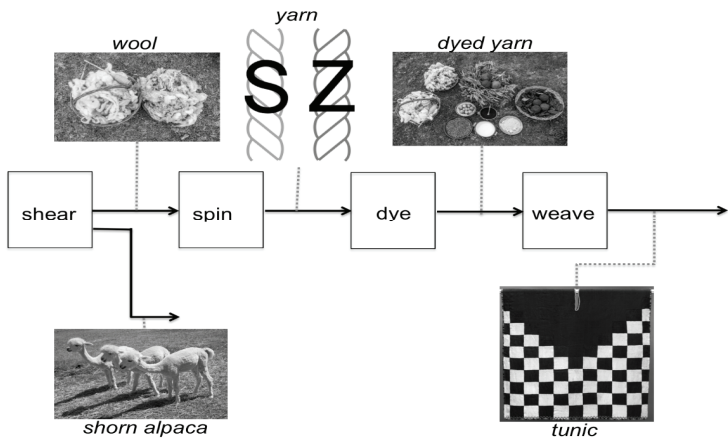 yarn
wool
dyed yarn
S Z
shear
spin
dye
weave
shorn alpaca
tunic